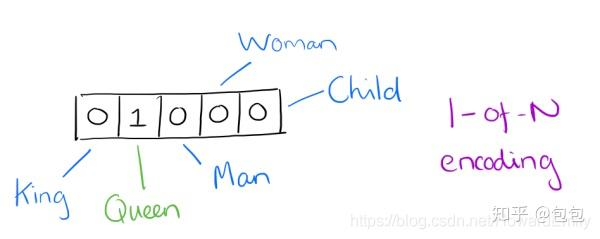 Woman
Child
0 1 0 0 0
1-of-N
encoding
King
Queen
Man
知乎 @包包